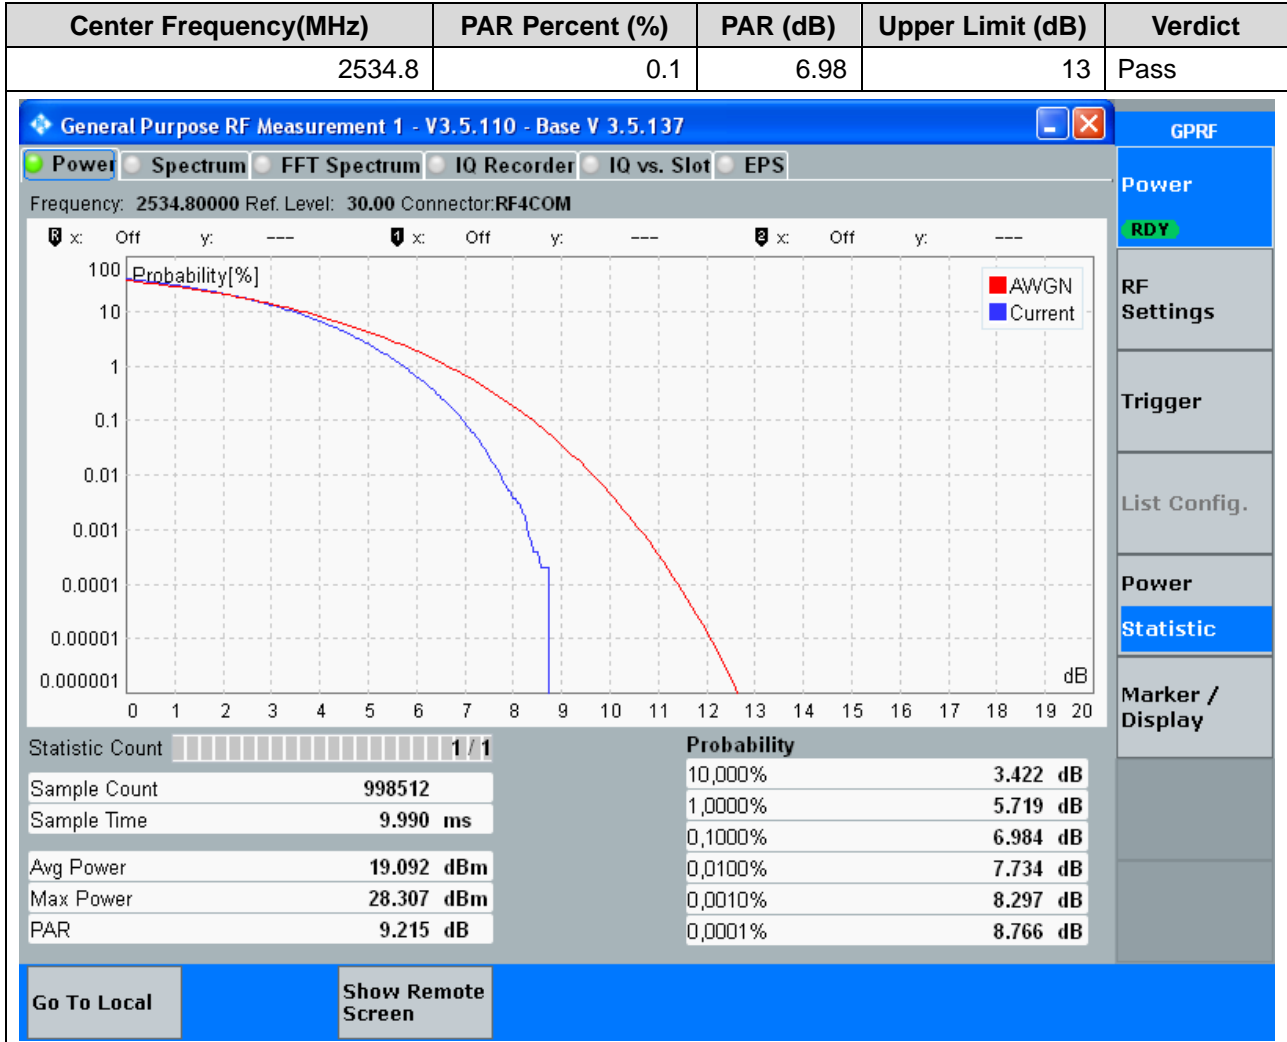 Center Frequency(MHz) PAR Percent (%) PAR (dB) Upper Limit (dB) Verdict
2534.8 0.1 6.98 13 Pass
General Purpose RF Measurement 1 - V3.5.110 - Base V 3.5.137
GPRF
Power Spectrum FFT Spectrum IQ Recorder IQ vs. Slot EPS
Frequency: 2534.80000 Ref. Level: 30.00 Connector:RF4COM
R x: Off y: --- 1 x: Off y: --- 2 x: Off y: ---
Probability[%]
100
10
1
0.1
0.01
0.001
0.0001
0.00001
0.000001
AWGN
Current
dB
0 1 2 3 4 5 6 7 8 9 10 11 12 13 14 15 16 17 18 19 20
Statistic Count 1 / 1
Sample Count 998512
Sample Time 9.990 ms
Avg Power 19.092 dBm
Max Power 28.307 dBm
PAR 9.215 dB
Probability
10,000% 3.422 dB
1,0000% 5.719 dB
0,1000% 6.984 dB
0,0100% 7.734 dB
0,0010% 8.297 dB
0,0001% 8.766 dB
Power
RDY
RF
Settings
Trigger
List Config.
Power
Statistic
Marker /
Display
Go To Local
Show Remote
Screen